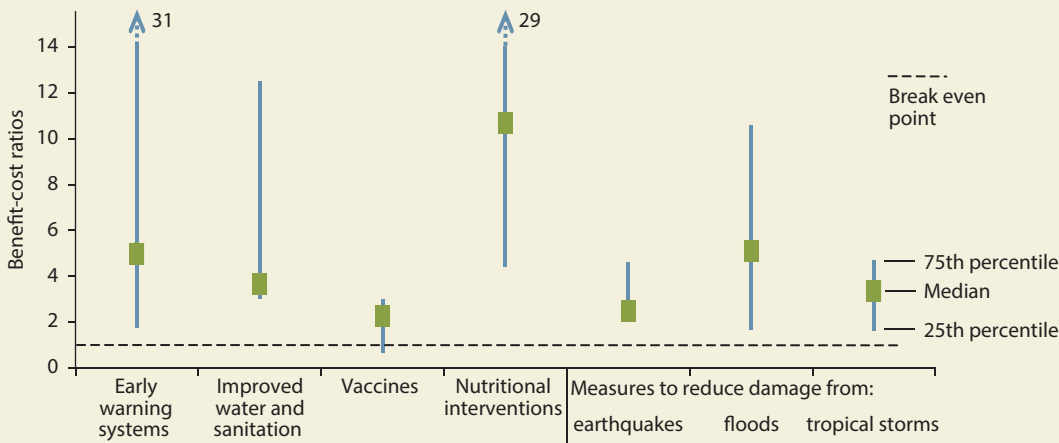 31
29
14
12
10
8
6
4
2
0
Benefit-cost ratios
Break even
point
75th percentile
Median
25th percentile
Early
warning
systems
Improved
water and
sanitation
Vaccines
Nutritional
interventions
Measures to reduce damage from:
earthquakes
floods
tropical storms